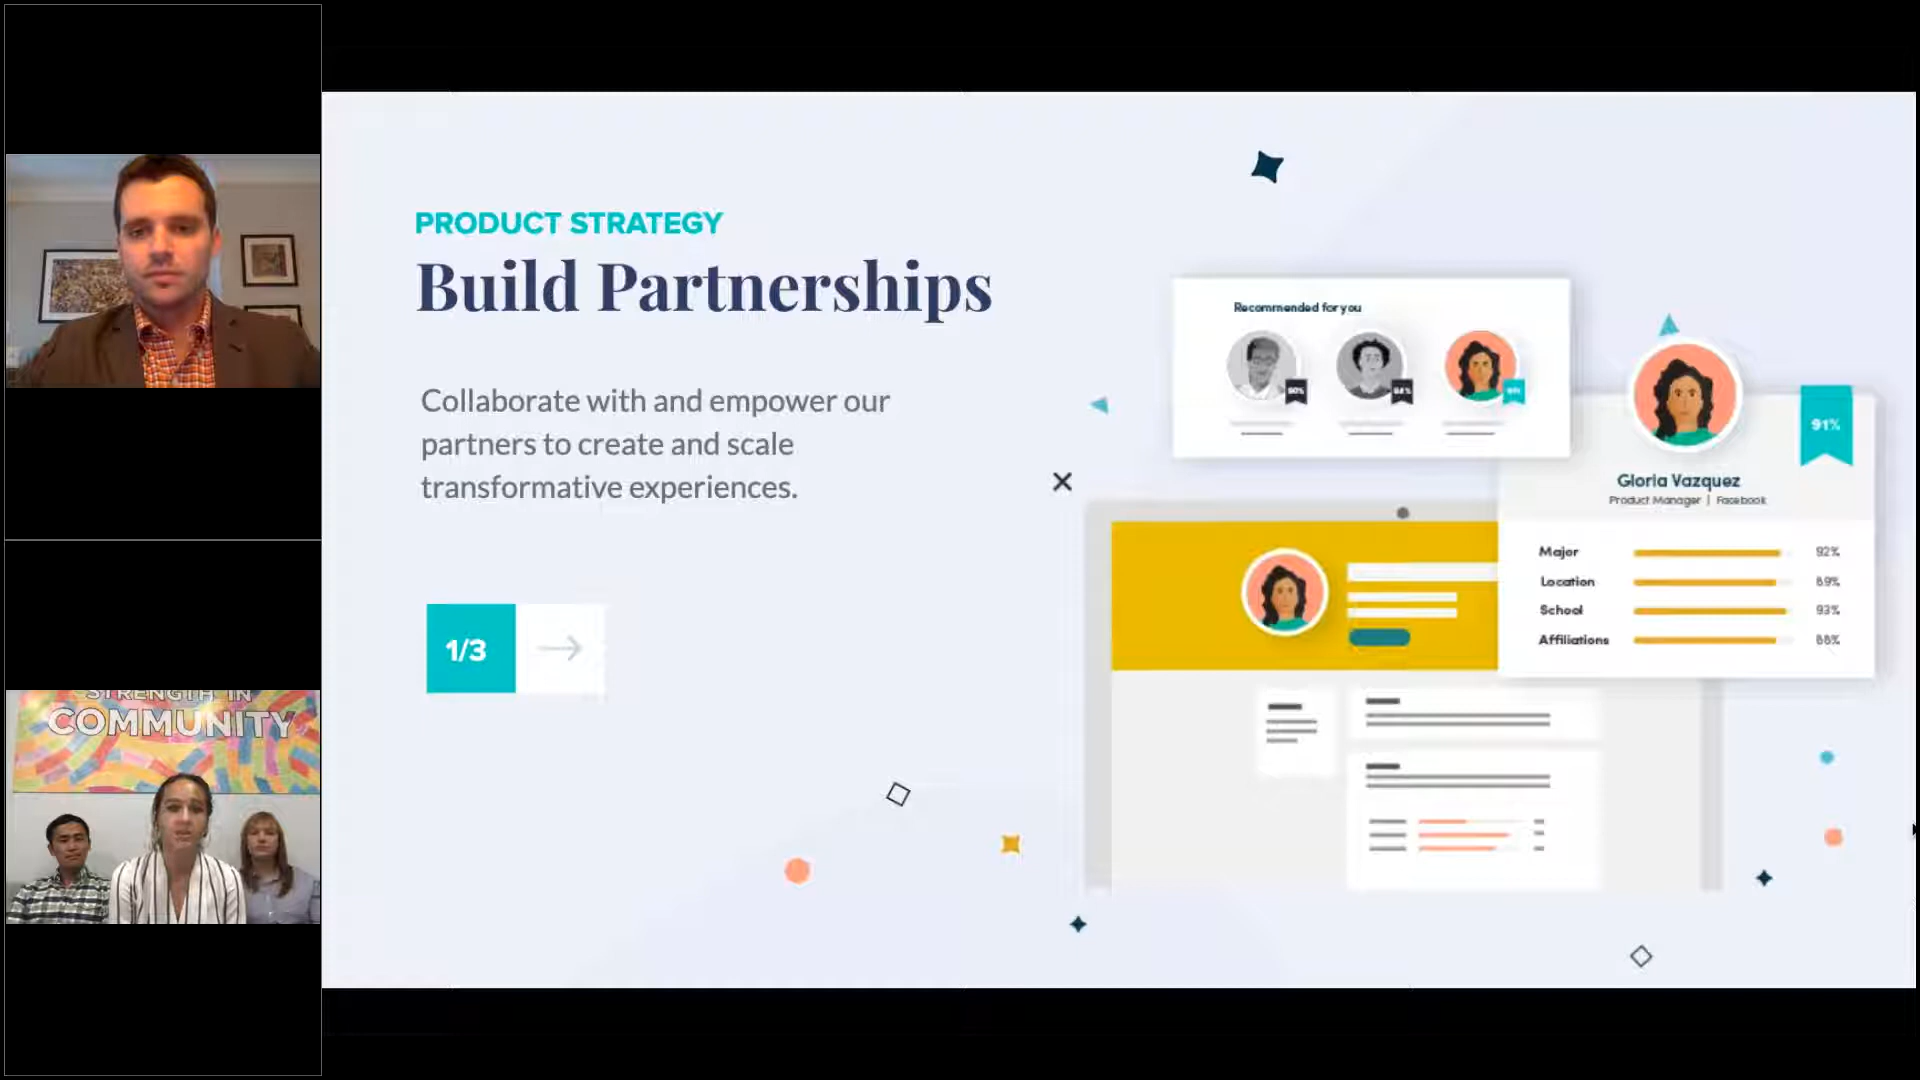 PRODUCT STRATEGY
Build Partnerships
Collaborate with and empower our
partners to create and scale
transformative experiences.
1/3
Recommended for you
91%
Gloria Vazquez
Product Manager | Facebook
Major 92%
Location 89%
School 93%
Affiliations 88%
STRENGTH IN
COMMUNITY